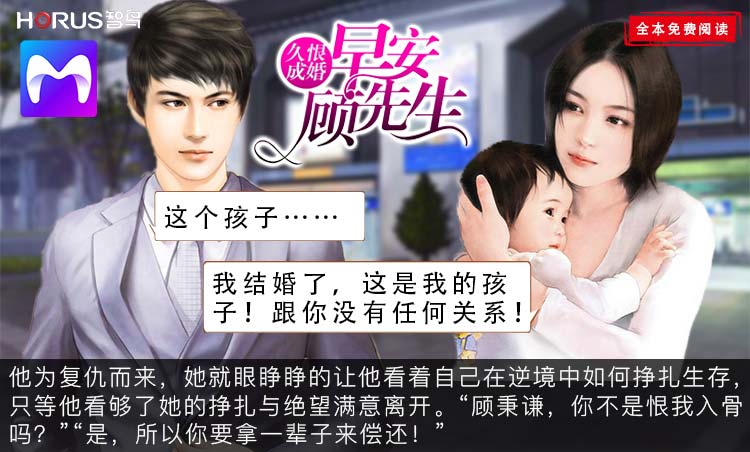 HORUS智鸟
全本免费阅读
久恨
成婚
早安
顾先生
这个孩子……
我结婚了，这是我的孩
子！跟你没有任何关系！
他为复仇而来，她就眼睁睁的让他看着自己在逆境中如何挣扎生存，
只等他看够了她的挣扎与绝望满意离开。“顾秉谦，你不是恨我入骨
吗？”“是，所以你要拿一辈子来偿还！”